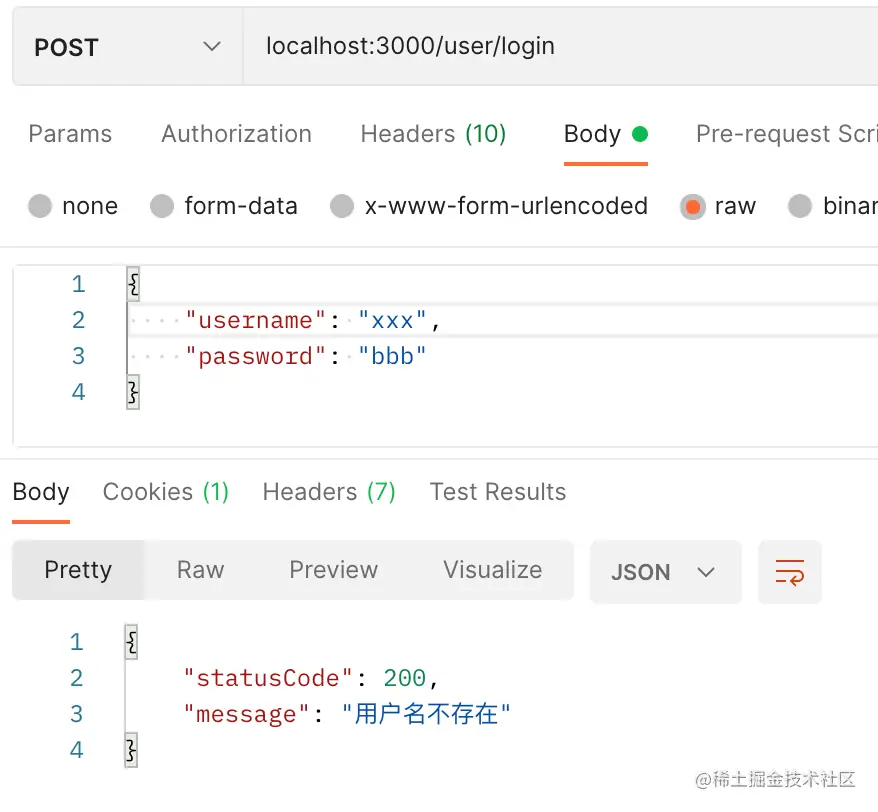 POST localhost:3000/user/login
Params Authorization Headers (10) Body Pre-request Scri
none form-data x-www-form-urlencoded raw binar
1 {
2 "username": "xxx",
3 "password": "bbb"
4 }
Body Cookies (1) Headers (7) Test Results
Pretty Raw Preview Visualize JSON
1 {
2 "statusCode": 200,
3 "message": "用户名不存在"
4 }
@稀土掘金技术社区